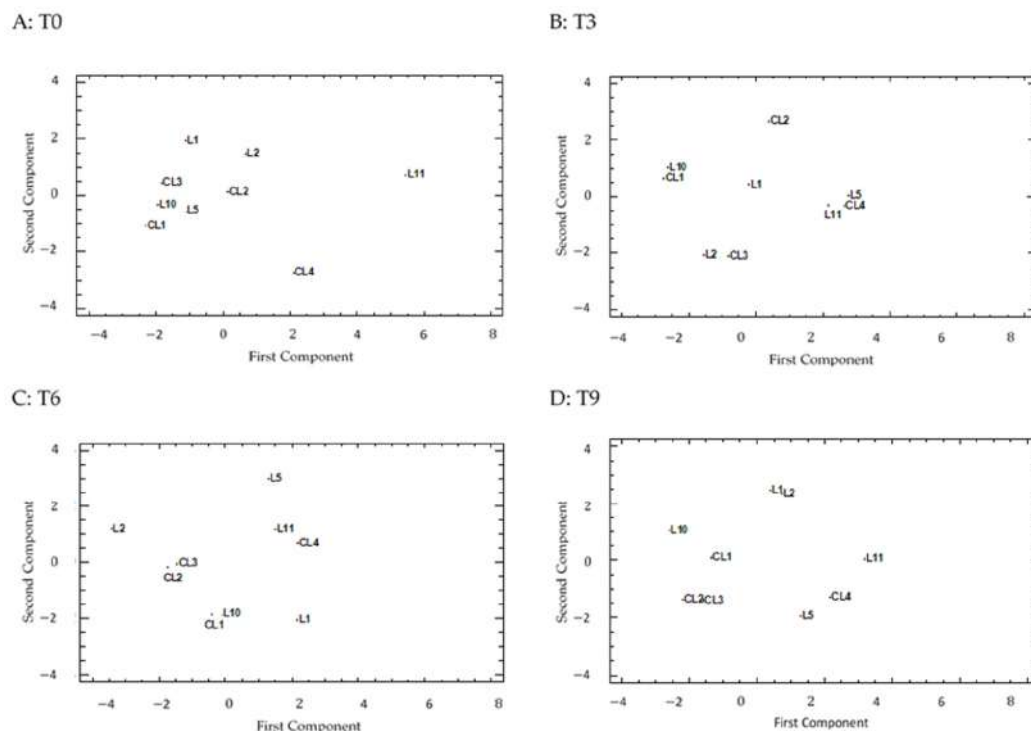 A: T0
B: T3
4
2
0
−2
−4
Second Component
L1
L2
L11
CL3
CL2
L10
L5
CL1
CL4
−4 −2 0 2 4 6 8
First Component
4
2
0
−2
−4
Second Component
CL2
L10
CL1
L1
L5
CL4
L11
L2
CL3
−4 −2 0 2 4 6 8
First Component
C: T6
D: T9
4
2
0
−2
−4
Second Component
L5
L2
L11
CL4
CL3
CL2
L10
CL1
L1
−4 −2 0 2 4 6 8
First Component
4
2
0
−2
−4
Second Component
L1 L2
L10
CL1
L11
CL2 CL3
CL4
L5
−4 −2 0 2 4 6 8
First Component